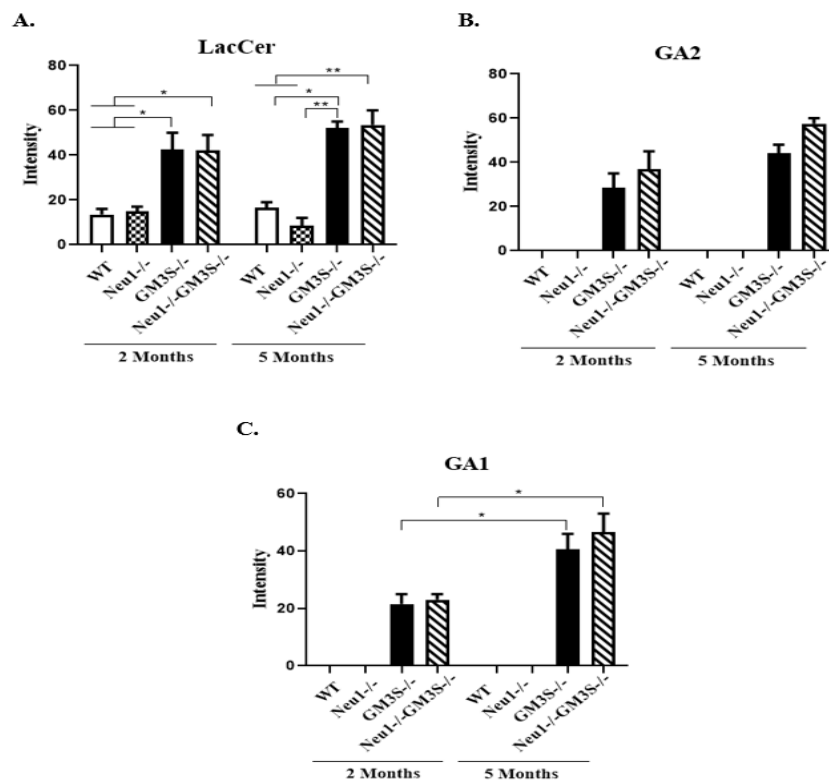 A.
LacCer
80
60
40
20
0
Intensity
*
*
**
*
**
WT
Neu1-/-
GM3S-/-
Neu1-/-GM3S-/-
WT
Neu1-/-
GM3S-/-
Neu1-/-GM3S-/-
2 Months
5 Months
B.
GA2
80
60
40
20
0
Intensity
WT
Neu1-/-
GM3S-/-
Neu1-/-GM3S-/-
WT
Neu1-/-
GM3S-/-
Neu1-/-GM3S-/-
2 Months
5 Months
C.
GA1
60
40
20
0
Intensity
*
*
WT
Neu1-/-
GM3S-/-
Neu1-/-GM3S-/-
WT
Neu1-/-
GM3S-/-
Neu1-/-GM3S-/-
2 Months
5 Months